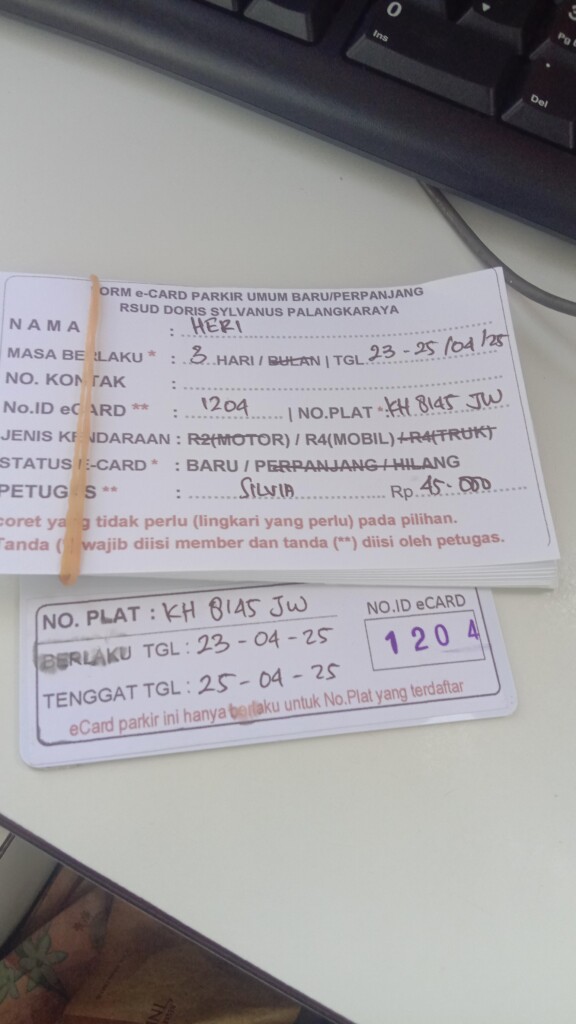 0
Ins
Del
Pg
ORM e-CARD PARKIR UMUM BARU/PERPANJANG
RSUD DORIS SYLVANUS PALANGKARAYA
NAMA : HERI
MASA BERLAKU * : 3 HARI / BULAN | TGL 23 - 25 /04 /25
NO. KONTAK :
No.ID eCARD ** : 1204 | NO.PLAT * KH 8145 JW
JENIS KENDARAAN : R2(MOTOR) / R4(MOBIL) / R4(TRUK)
STATUS E-CARD * : BARU / PERPANJANG / HILANG
PETUGAS ** : SILVIA Rp 45.000
coret yang tidak perlu (lingkari yang perlu) pada pilihan.
Tanda (*) wajib diisi member dan tanda (**) diisi oleh petugas.
NO. PLAT : KH 8145 JW
NO.ID eCARD
BERLAKU TGL : 23 - 04 - 25
1204
TENGGAT TGL : 25 - 04 - 25
eCard parkir ini hanya berlaku untuk No.Plat yang terdaftar